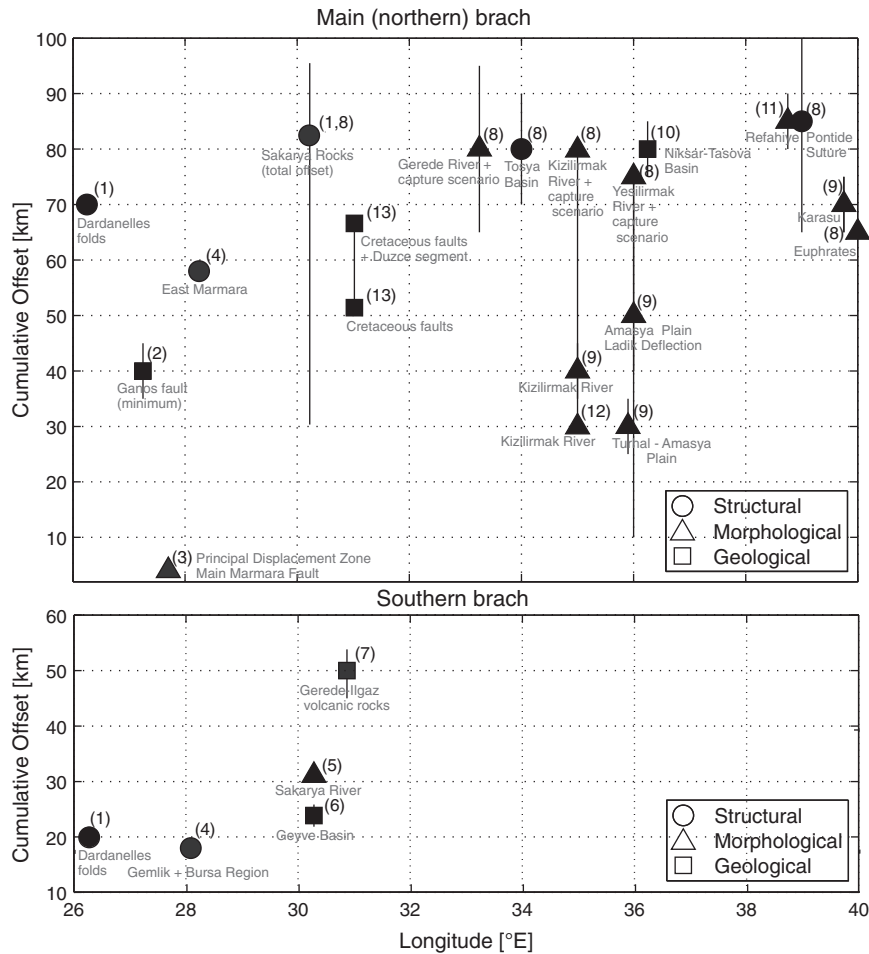 Main (northern) brach
100
90
80
70
60
50
40
30
20
10
Cumulative Offset [km]
(1)
Dardanelles
folds
(2)
Ganos fault
(minimum)
(3)
Principal Displacement Zone
Main Marmara Fault
(4)
East Marmara
(1,8)
Sakarya Rocks
(total offset)
(13)
Cretaceous faults
+ Duzce segment
(13)
Cretaceous faults
(8)
Gerede River +
capture scenario
(8)
Tosya
Basin
(8)
Kizilirmak
River +
capture
scenario
(9)
Kizilirmak River
(12)
Kizilirmak River
(10)
Niksar-Tasova
Basin
(8)
Yesilirmak
River +
capture
scenario
(9)
Amasya Plain
Ladik Deflection
(9)
Turhal - Amasya
Plain
(11)
Refahiye
(8)
Pontide
Suture
(9)
Karasu
(8)
Euphrates
Structural
Morphological
Geological
Southern brach
60
50
40
30
20
10
Cumulative Offset [km]
(1)
Dardanelles
folds
(4)
Gemlik + Bursa Region
(7)
Gerede-Ilgaz
volcanic rocks
(5)
Sakarya River
(6)
Geyve Basin
Structural
Morphological
Geological
26
28
30
32
34
36
38
40
Longitude [°E]